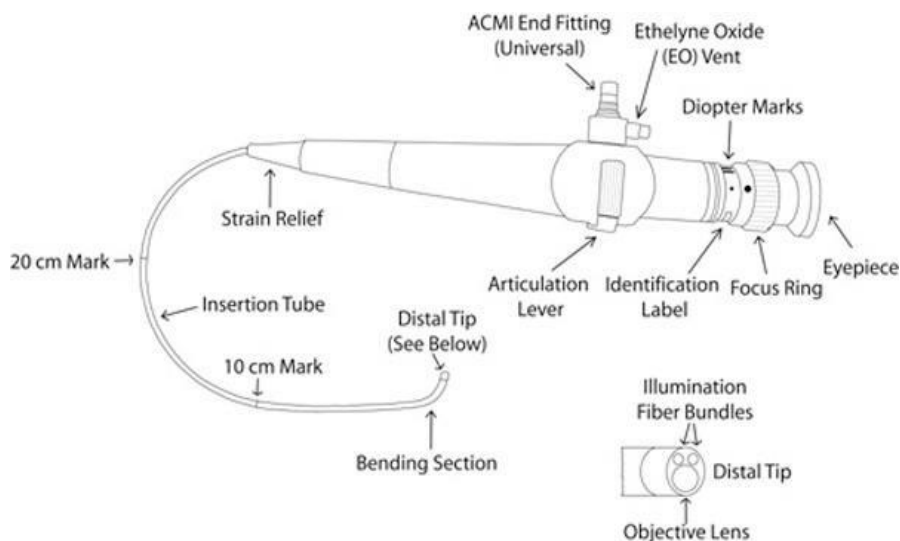 ACMI End Fitting
(Universal)
Ethelyne Oxide
(EO) Vent
Diopter Marks
Strain Relief
20 cm Mark
Articulation
Lever
Identification
Label
Focus Ring
Eyepiece
Insertion Tube
Distal Tip
(See Below)
10 cm Mark
Bending Section
Illumination
Fiber Bundles
Distal Tip
Objective Lens